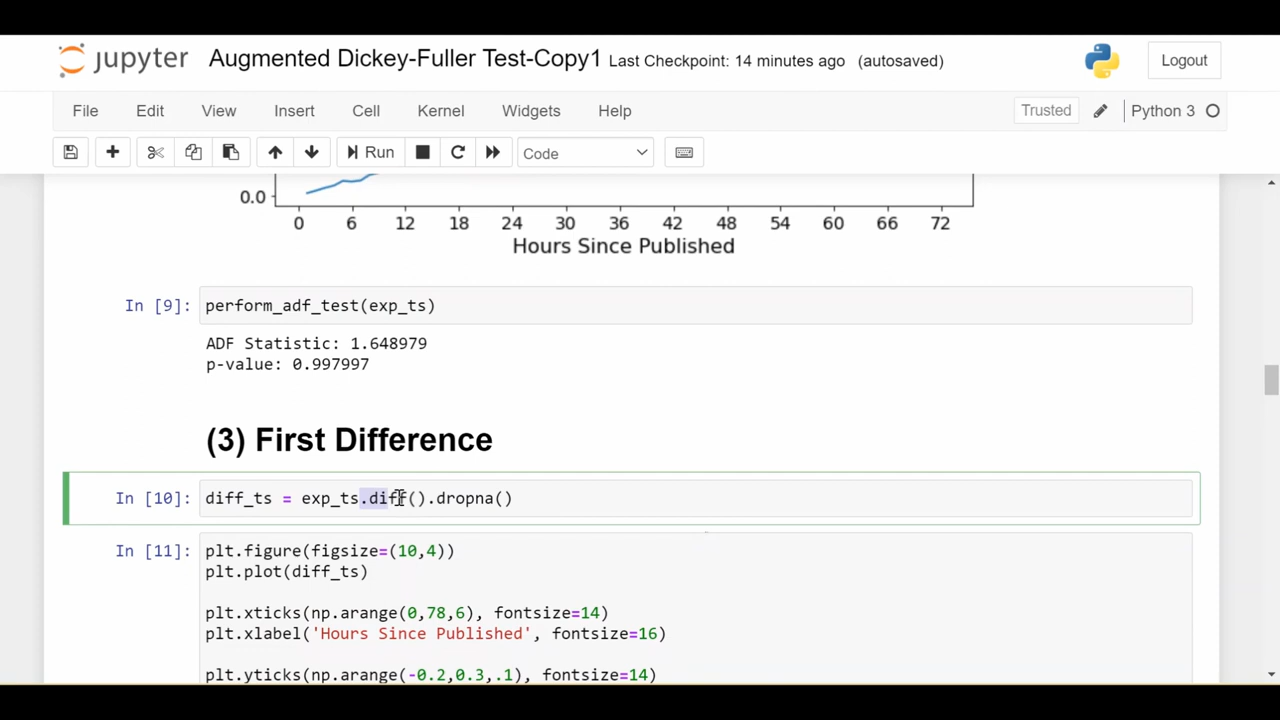 jupyter Augmented Dickey-Fuller Test-Copy1 Last Checkpoint: 14 minutes ago (autosaved) Logout
File Edit View Insert Cell Kernel Widgets Help Trusted Python 3
Run Code
0.0
0 6 12 18 24 30 36 42 48 54 60 66 72
Hours Since Published
In [9]: perform_adf_test(exp_ts)
ADF Statistic: 1.648979
p-value: 0.997997
(3) First Difference
In [10]: diff_ts = exp_ts.diff().dropna()
In [11]: plt.figure(figsize=(10,4))
plt.plot(diff_ts)
plt.xticks(np.arange(0,78,6), fontsize=14)
plt.xlabel('Hours Since Published', fontsize=16)
plt.yticks(np.arange(-0.2,0.3,.1), fontsize=14)